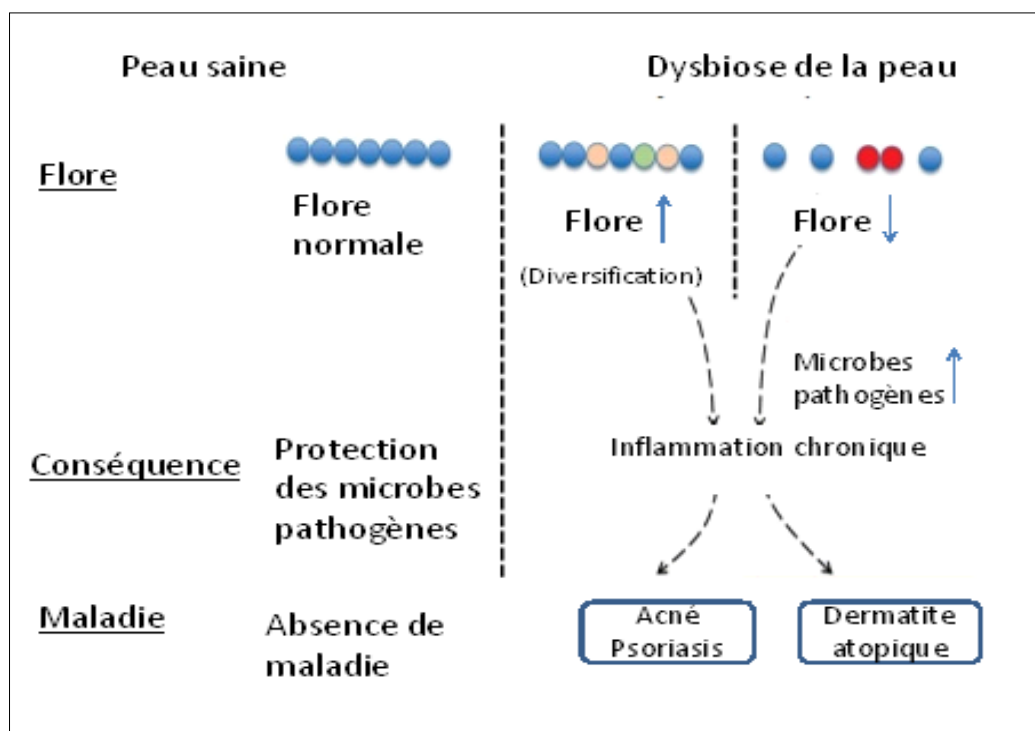 Peau saine
Dysbiose de la peau
Flore
Flore
normale
Flore
(Diversification)
Flore
Microbes
pathogènes
Conséquence
Protection
des microbes
pathogènes
Inflammation chronique
Maladie
Absence de
maladie
Acné
Psoriasis
Dermatite
atopique